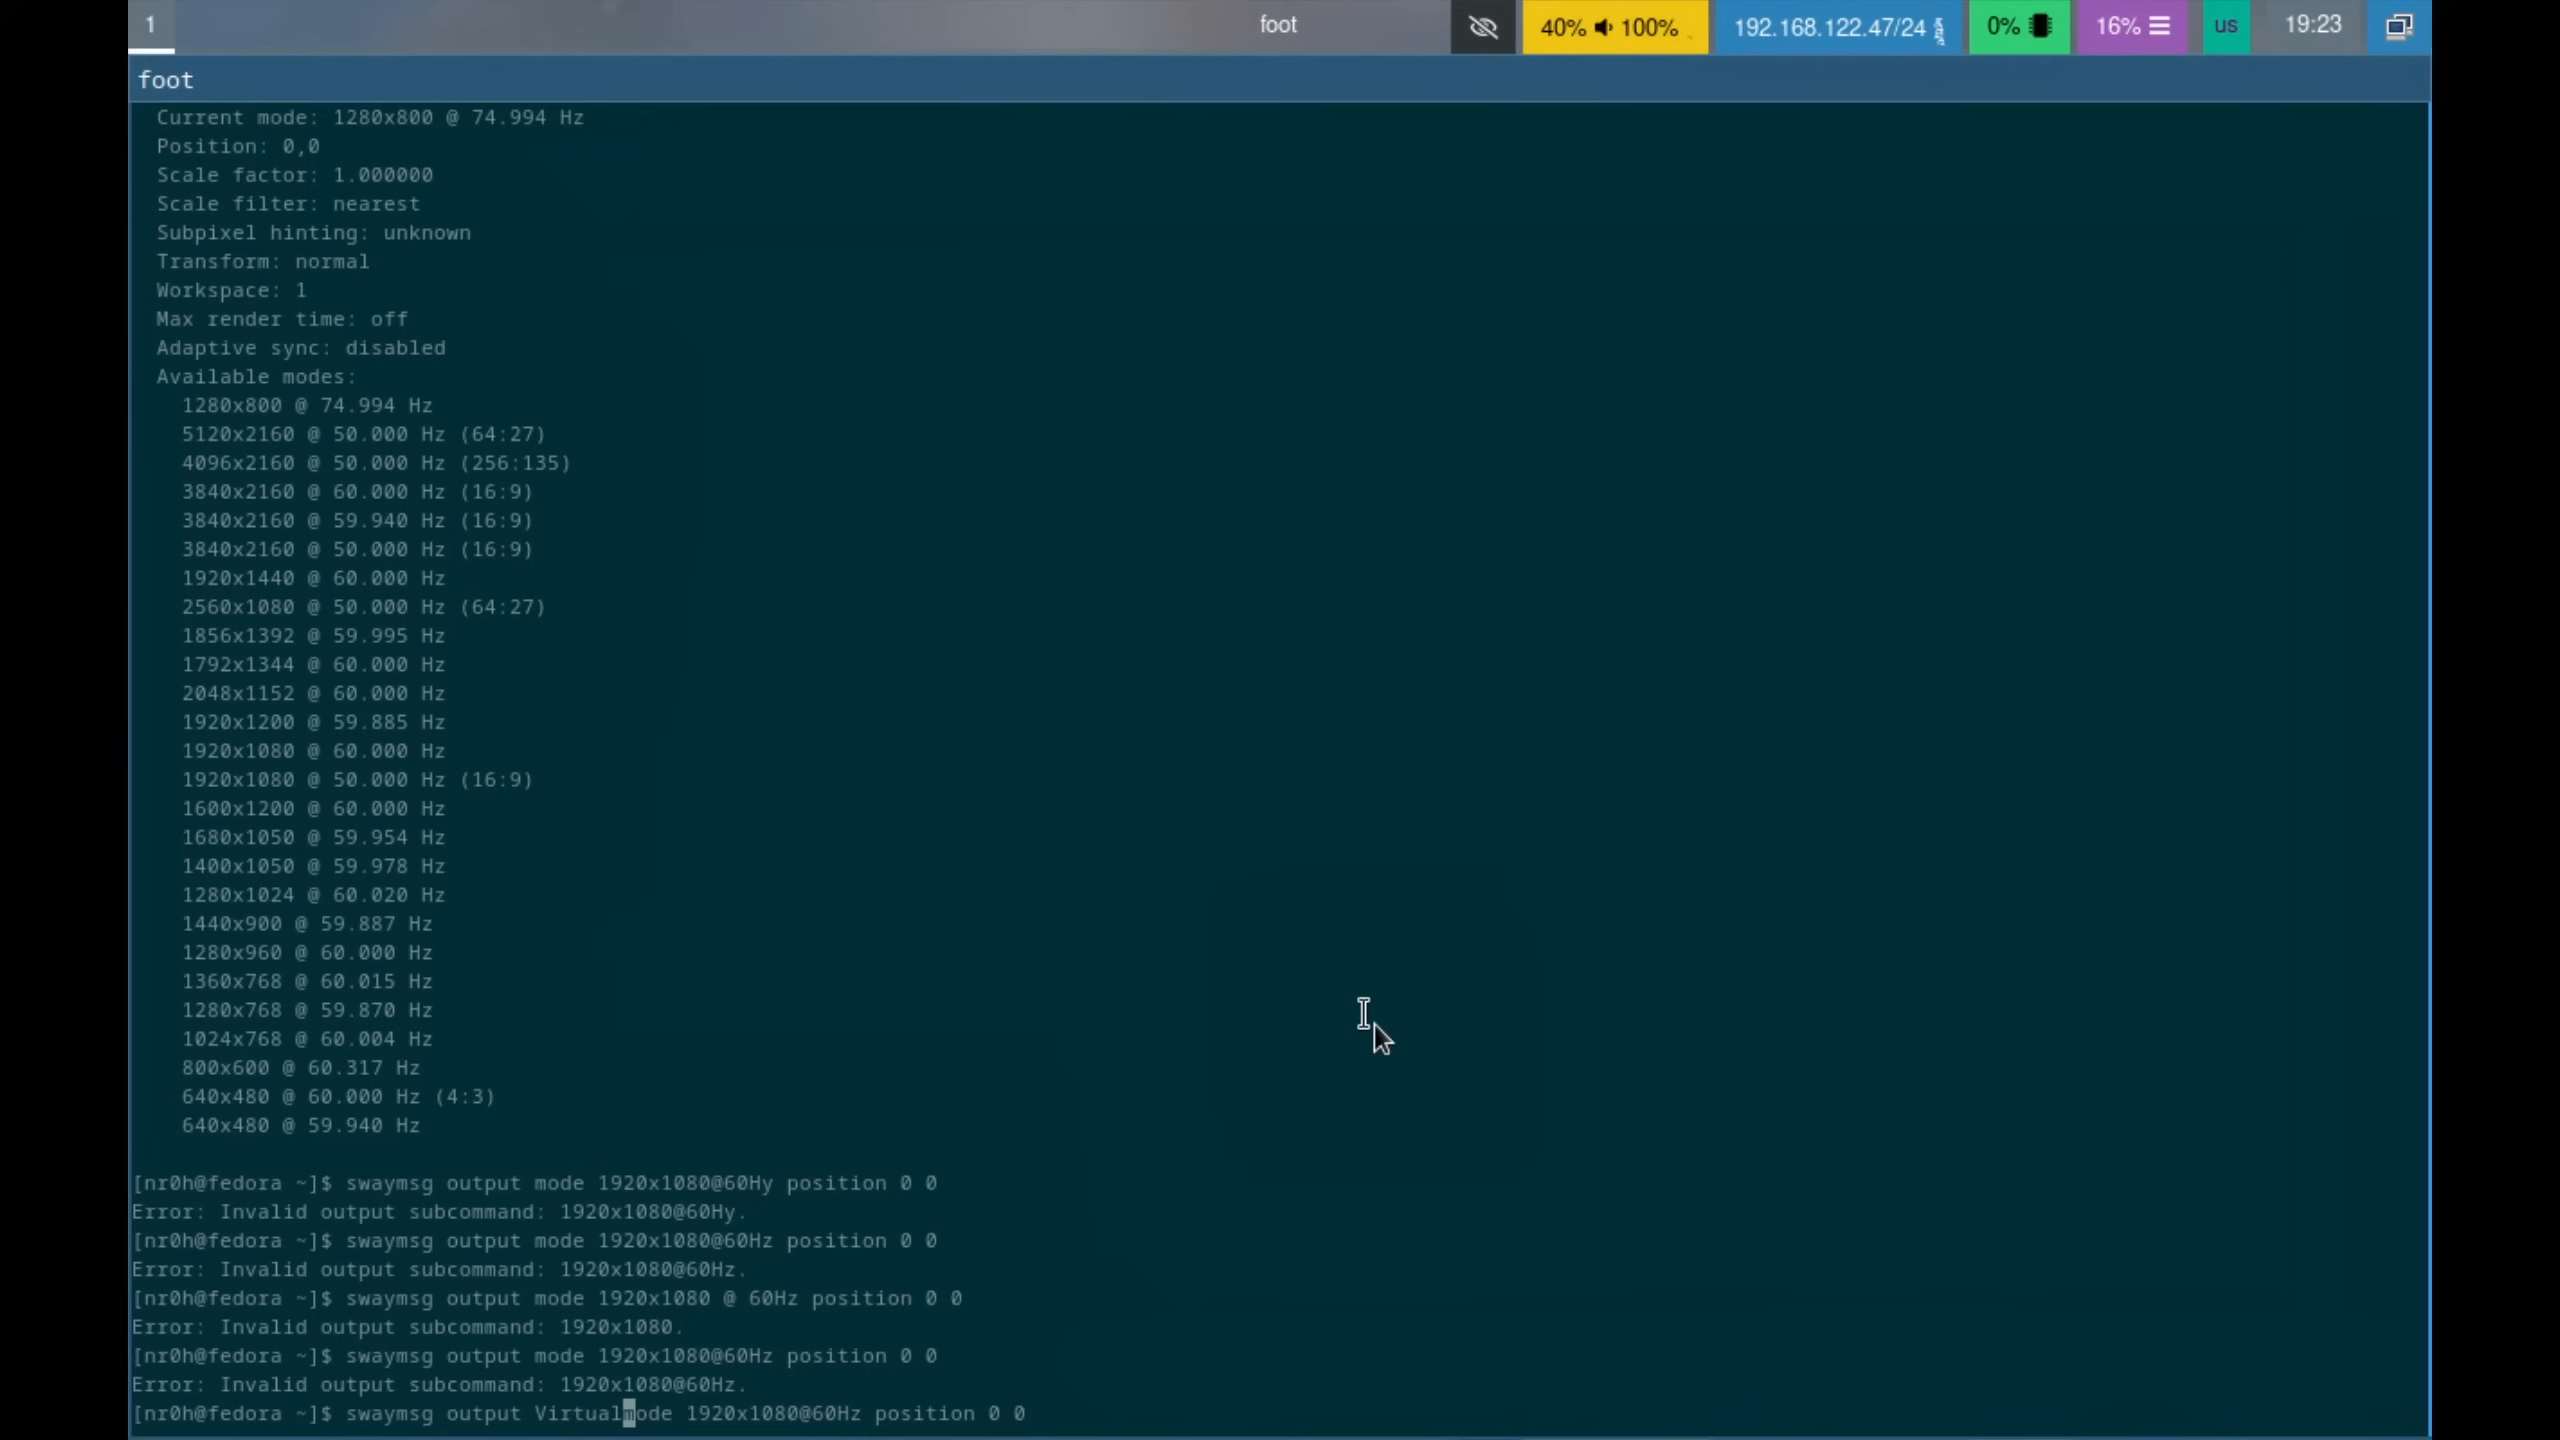 1 foot 40% 100% 192.168.122.47/24 0% 16% us 19:23
foot
Current mode: 1280x800 @ 74.994 Hz
Position: 0,0
Scale factor: 1.000000
Scale filter: nearest
Subpixel hinting: unknown
Transform: normal
Workspace: 1
Max render time: off
Adaptive sync: disabled
Available modes:
1280x800 @ 74.994 Hz
5120x2160 @ 50.000 Hz (64:27)
4096x2160 @ 50.000 Hz (256:135)
3840x2160 @ 60.000 Hz (16:9)
3840x2160 @ 59.940 Hz (16:9)
3840x2160 @ 50.000 Hz (16:9)
1920x1440 @ 60.000 Hz
2560x1080 @ 50.000 Hz (64:27)
1856x1392 @ 59.995 Hz
1792x1344 @ 60.000 Hz
2048x1152 @ 60.000 Hz
1920x1200 @ 59.885 Hz
1920x1080 @ 60.000 Hz
1920x1080 @ 50.000 Hz (16:9)
1600x1200 @ 60.000 Hz
1680x1050 @ 59.954 Hz
1400x1050 @ 59.978 Hz
1280x1024 @ 60.020 Hz
1440x900 @ 59.887 Hz
1280x960 @ 60.000 Hz
1360x768 @ 60.015 Hz
1280x768 @ 59.870 Hz
1024x768 @ 60.004 Hz
800x600 @ 60.317 Hz
640x480 @ 60.000 Hz (4:3)
640x480 @ 59.940 Hz
[nr0h@fedora ~]$ swaymsg output mode 1920x1080@60Hy position 0 0
Error: Invalid output subcommand: 1920x1080@60Hy.
[nr0h@fedora ~]$ swaymsg output mode 1920x1080@60Hz position 0 0
Error: Invalid output subcommand: 1920x1080@60Hz.
[nr0h@fedora ~]$ swaymsg output mode 1920x1080 @ 60Hz position 0 0
Error: Invalid output subcommand: 1920x1080.
[nr0h@fedora ~]$ swaymsg output mode 1920x1080@60Hz position 0 0
Error: Invalid output subcommand: 1920x1080@60Hz.
[nr0h@fedora ~]$ swaymsg output Virtualmode 1920x1080@60Hz position 0 0